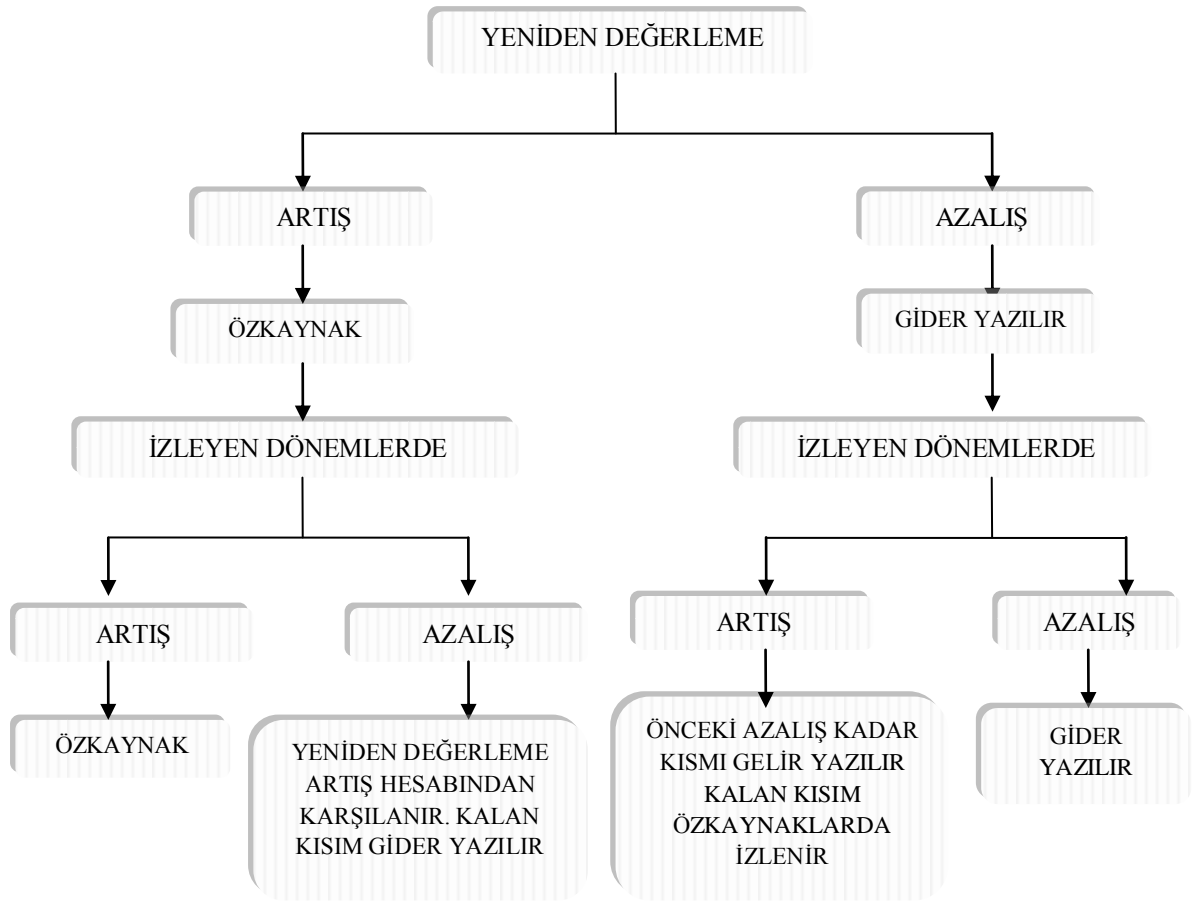 YENİDEN DEĞERLEME
ARTIŞ
AZALIŞ
ÖZKAYNAK
GİDER YAZILIR
İZLEYEN DÖNEMLERDE
İZLEYEN DÖNEMLERDE
ARTIŞ
AZALIŞ
ARTIŞ
AZALIŞ
ÖZKAYNAK
YENİDEN DEĞERLEME
ARTIŞ HESABINDAN
KARŞILANIR. KALAN
KISIM GİDER YAZILIR
ÖNCEKİ AZALIŞ KADAR
KISMI GELİR YAZILIR
KALAN KISIM
ÖZKAYNAKLARDA
İZLENİR
GİDER
YAZILIR